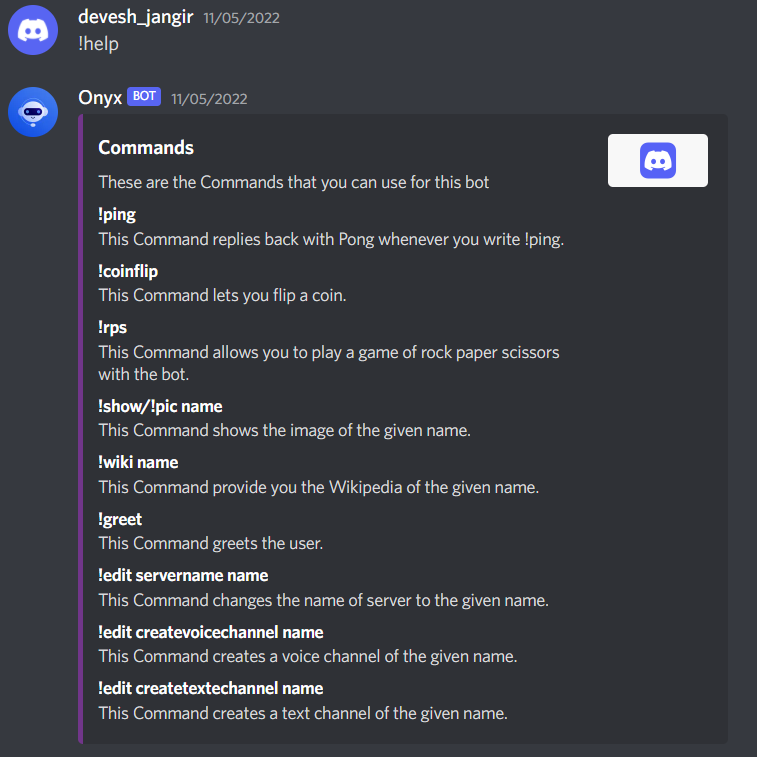 devesh_jangir 11/05/2022
!help
Onyx BOT 11/05/2022
Commands
These are the Commands that you can use for this bot
!ping
This Command replies back with Pong whenever you write !ping.
!coinflip
This Command lets you flip a coin.
!rps
This Command allows you to play a game of rock paper scissors
with the bot.
!show/!pic name
This Command shows the image of the given name.
!wiki name
This Command provide you the Wikipedia of the given name.
!greet
This Command greets the user.
!edit servername name
This Command changes the name of server to the given name.
!edit createvoicechannel name
This Command creates a voice channel of the given name.
!edit createtextechannel name
This Command creates a text channel of the given name.